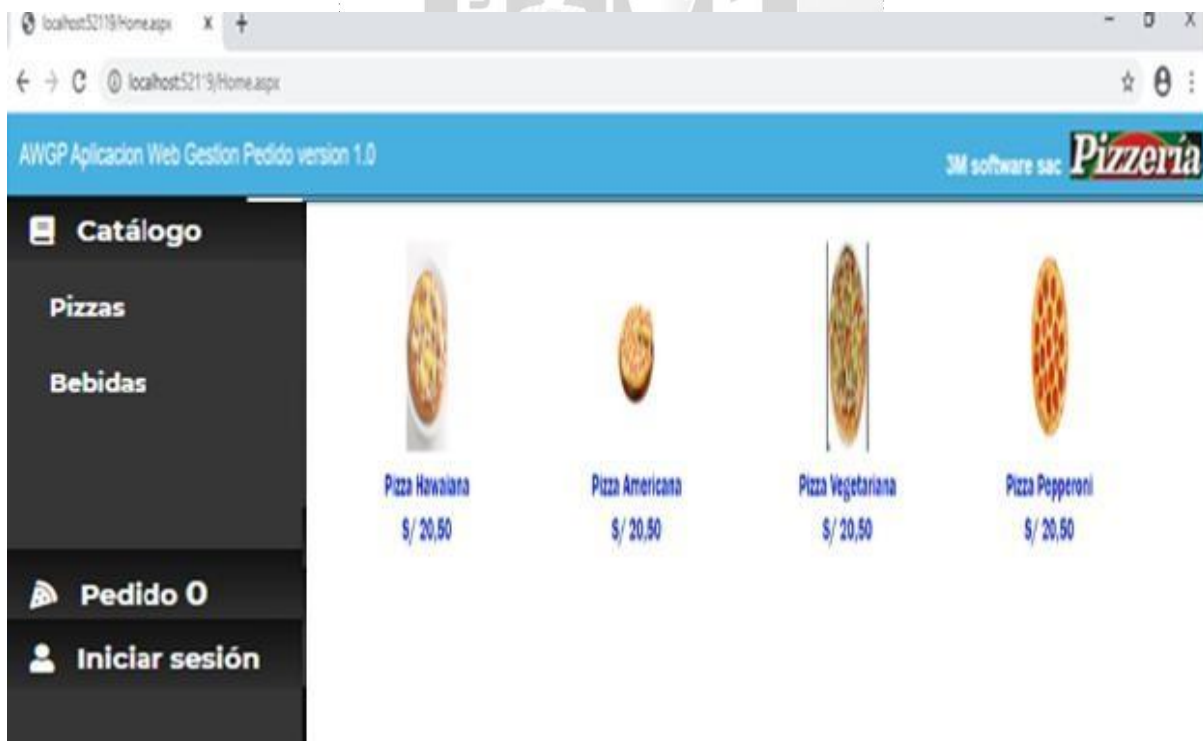 localhost:52119/Home.aspx X +
localhost:52119/Home.aspx
AWGP Aplicacion Web Gestion Pedido version 1.0
3M software sac Pizzería
Catálogo
Pizzas
Bebidas
Pizza Hawaiana
Pizza Americana
Pizza Vegetariana
Pizza Pepperoni
S/ 20,50
S/ 20,50
S/ 20,50
S/ 20,50
Pedido 0
Iniciar sesión